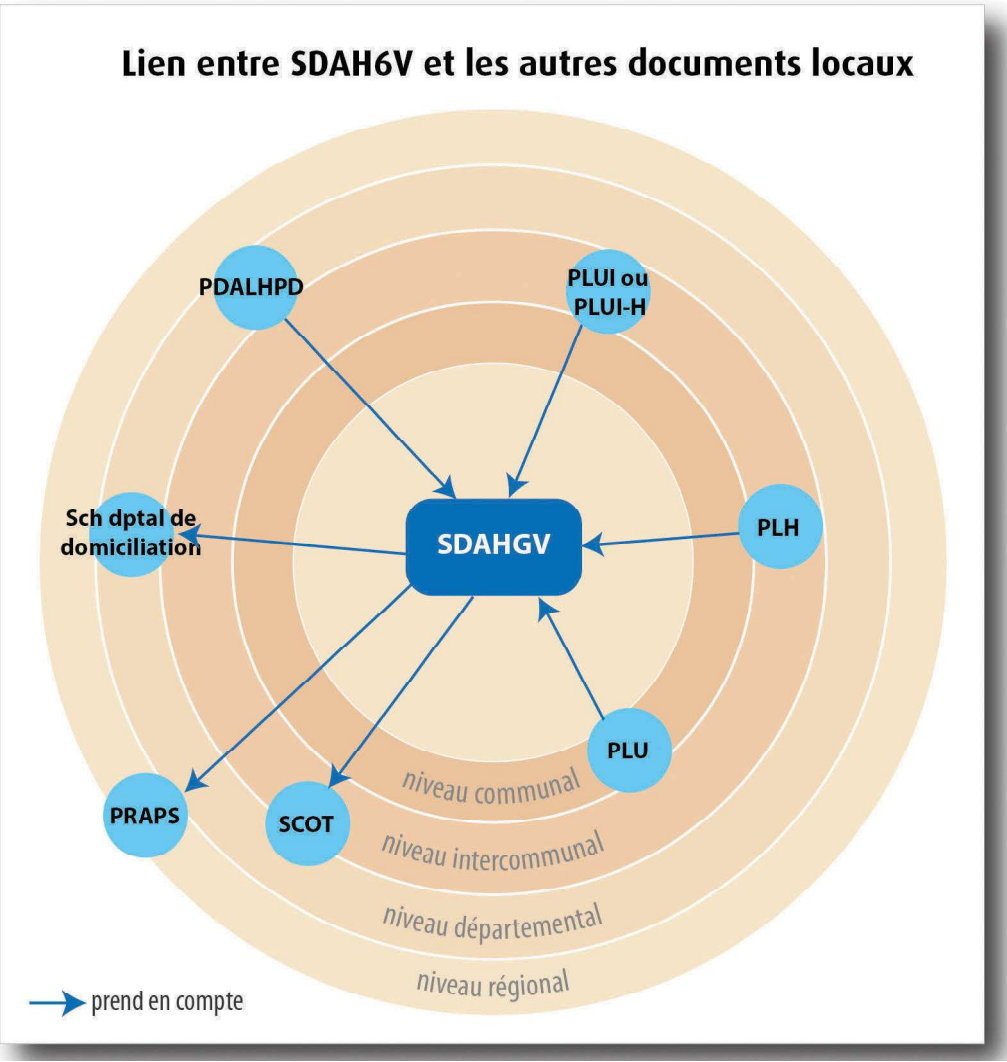 Lien entre SDAH6V et les autres documents locaux
PDALHPD
PLUI ou
PLUI-H
Sch dptal de
domiciliation
SDAHGV
PLH
PLU
PRAPS
SCOT
niveau communal
niveau intercommunal
niveau départemental
niveau régional
prend en compte